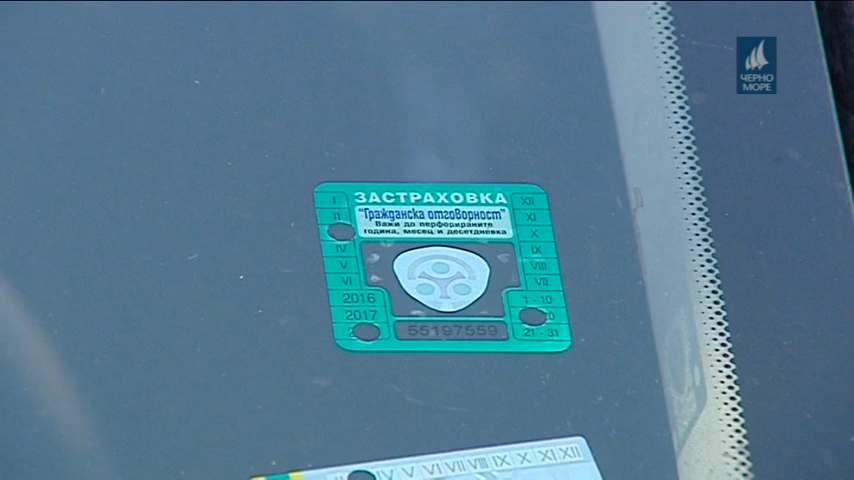 ЧЕРНО
МОРЕ
ЗАСТРАХОВКА
"Гражданска отговорност"
Важи до перфорираните
година, месец и десетдневка
I
II
IV
V
VI
2016
2017
2
XII
XI
X
IX
VIII
VII
1 - 10
20
21 - 31
55197559
IV V VI VII VIII IX X XI XII